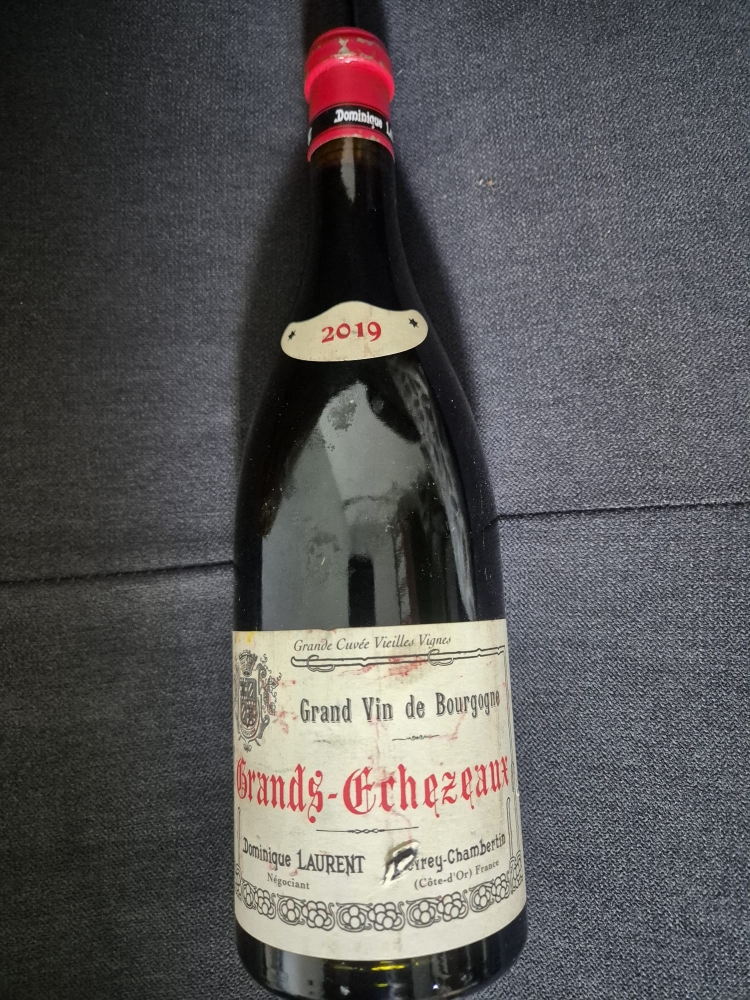 Dominique
2019
Grande Cuvée Vieilles Vignes
Grand Vin de Bourgogne
Grands-Echezeaux
Dominique LAURENT
Négociant
(Côte-d'Or) France